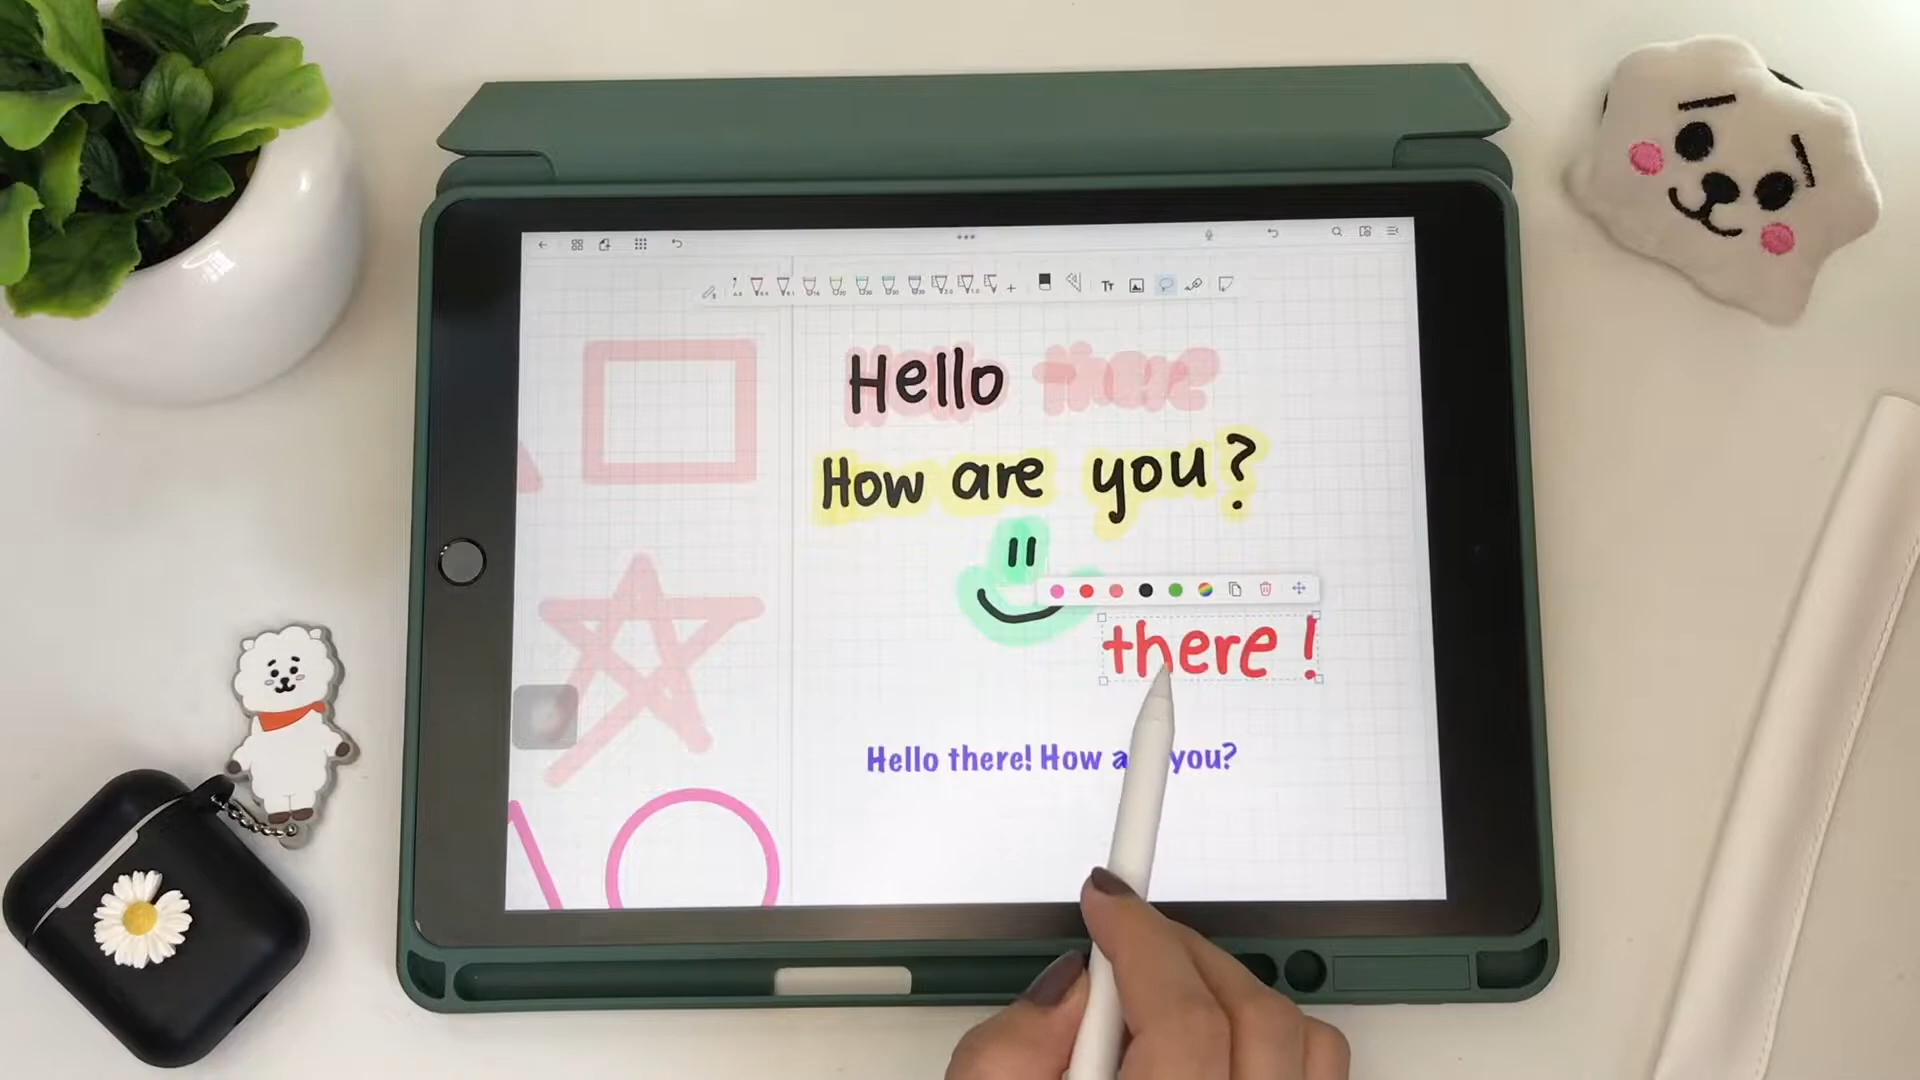 Hello
How are you?
there !
Hello there! How a you?